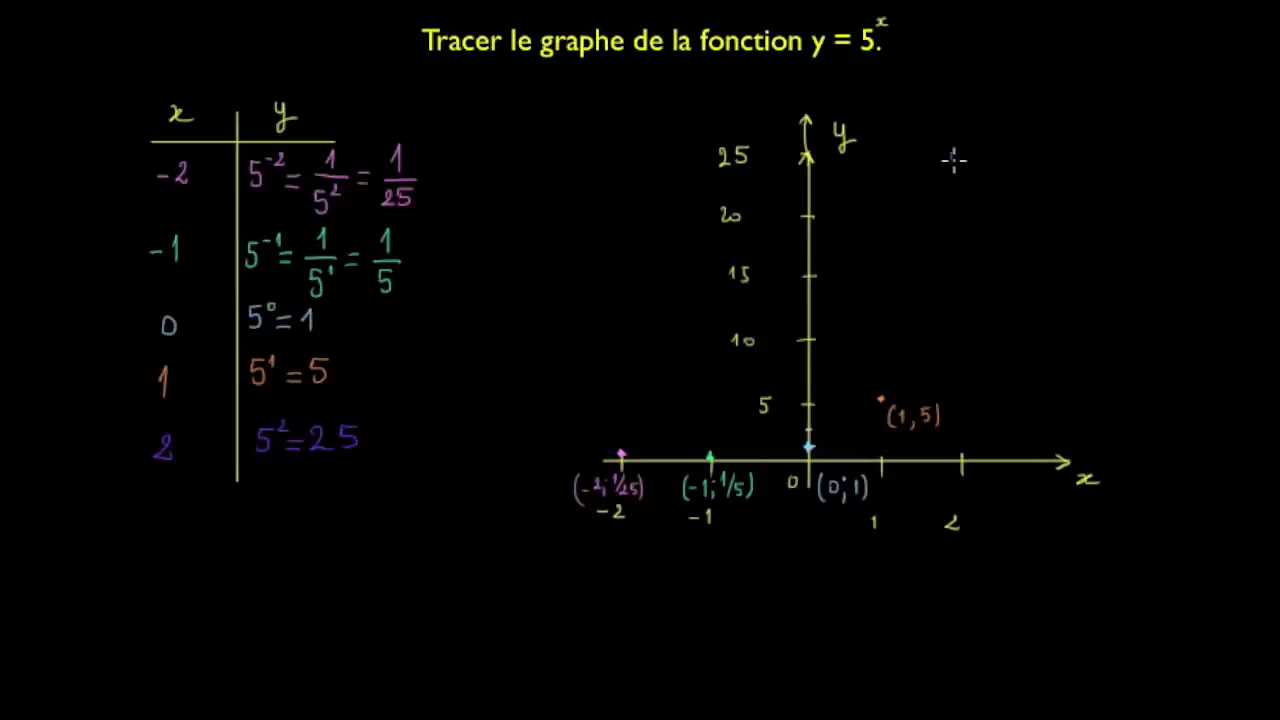 Tracer le graphe de la fonction y = 5^x.
x y
-2 5^-2 = 1/5^2 = 1/25
-1 5^-1 = 1/5^1 = 1/5
0 5^0 = 1
1 5^1 = 5
2 5^2 = 25
y
25
20
15
10
5
(1, 5)
(-2; 1/25) (-1; 1/5) 0 (0; 1) x
-2 -1 1 2